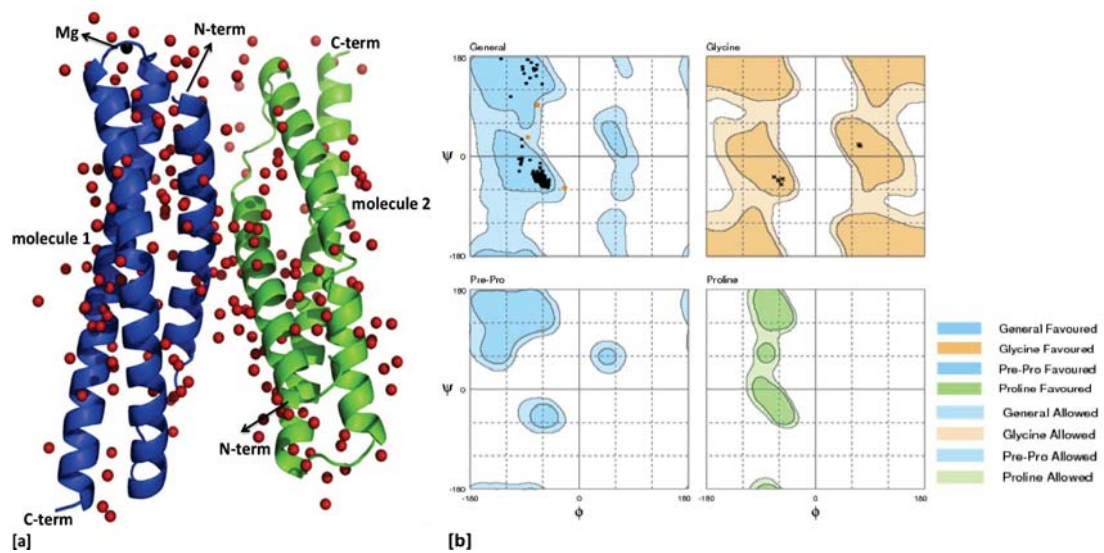 Mg
N-term
C-term
molecule 1
molecule 2
N-term
C-term
[a]
General
Glycine
180
Ψ
0
-180
Pre-Pro
Proline
180
Ψ
0
-180
-180
0
180
-180
0
180
ϕ
ϕ
General Favoured
Glycine Favoured
Pre-Pro Favoured
Proline Favoured
General Allowed
Glycine Allowed
Pre-Pro Allowed
Proline Allowed
[b]